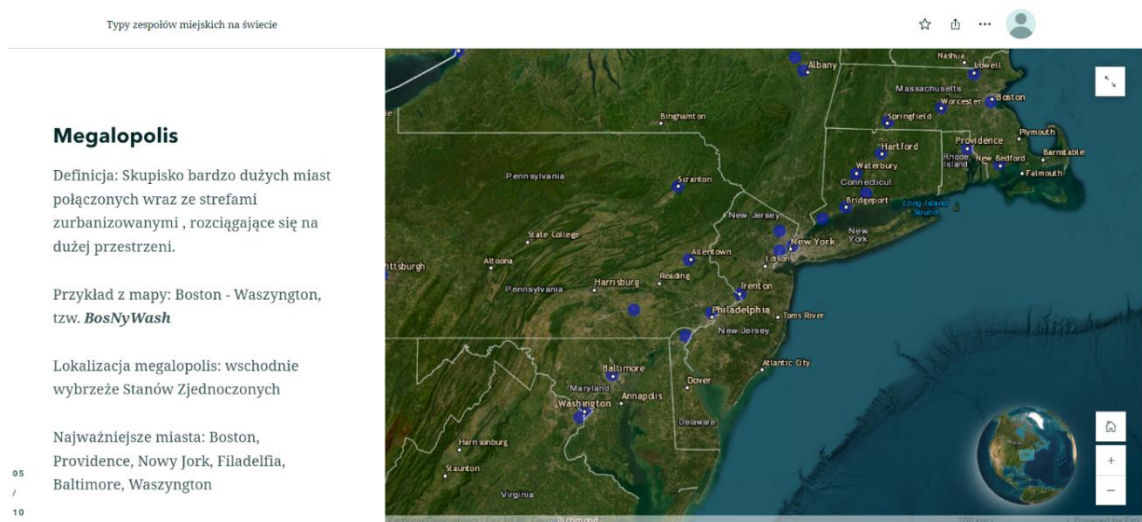 Typy zespołów miejskich na świecie
Megalopolis
Definicja: Skupisko bardzo dużych miast
połączonych wraz ze strefami
zurbanizowanymi , rozciągające się na
dużej przestrzeni.
Przykład z mapy: Boston - Waszyngton,
tzw. BosNyWash
Lokalizacja megalopolis: wschodnie
wybrzeże Stanów Zjednoczonych
Najważniejsze miasta: Boston,
Providence, Nowy Jork, Filadelfia,
Baltimore, Waszyngton
05
/
10
Nashua
Lowell
Albany
Massachusetts
Worcester
Boston
Binghamton
Springfield
Plymouth
Providence
Hartford
Rhode
Island
New Bedford
Barnstable
Waterbury
Falmouth
Pennsylvania
Scranton
Connecticut
Bridgeport
Long Island
Sound
New Jersey
New
York
State College
New York
Allentown
Edison
ittsburgh
Altoona
Reading
Harrisburg
Pennsylvania
Trenton
Philadelphia
Toms River
New Jersey
Atlantic City
Baltimore
Dover
Maryland
Annapolis
Washington
Delaware
Harrisonburg
Staunton
Virginia
Richmond